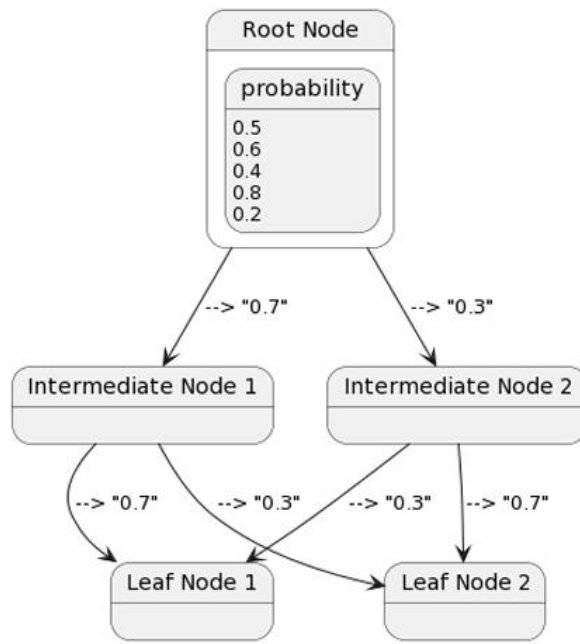 Root Node
probability
0.5
0.6
0.4
0.8
0.2
--> "0.7"
--> "0.3"
Intermediate Node 1
Intermediate Node 2
--> "0.7"
--> "0.3"
--> "0.3"
--> "0.7"
Leaf Node 1
Leaf Node 2